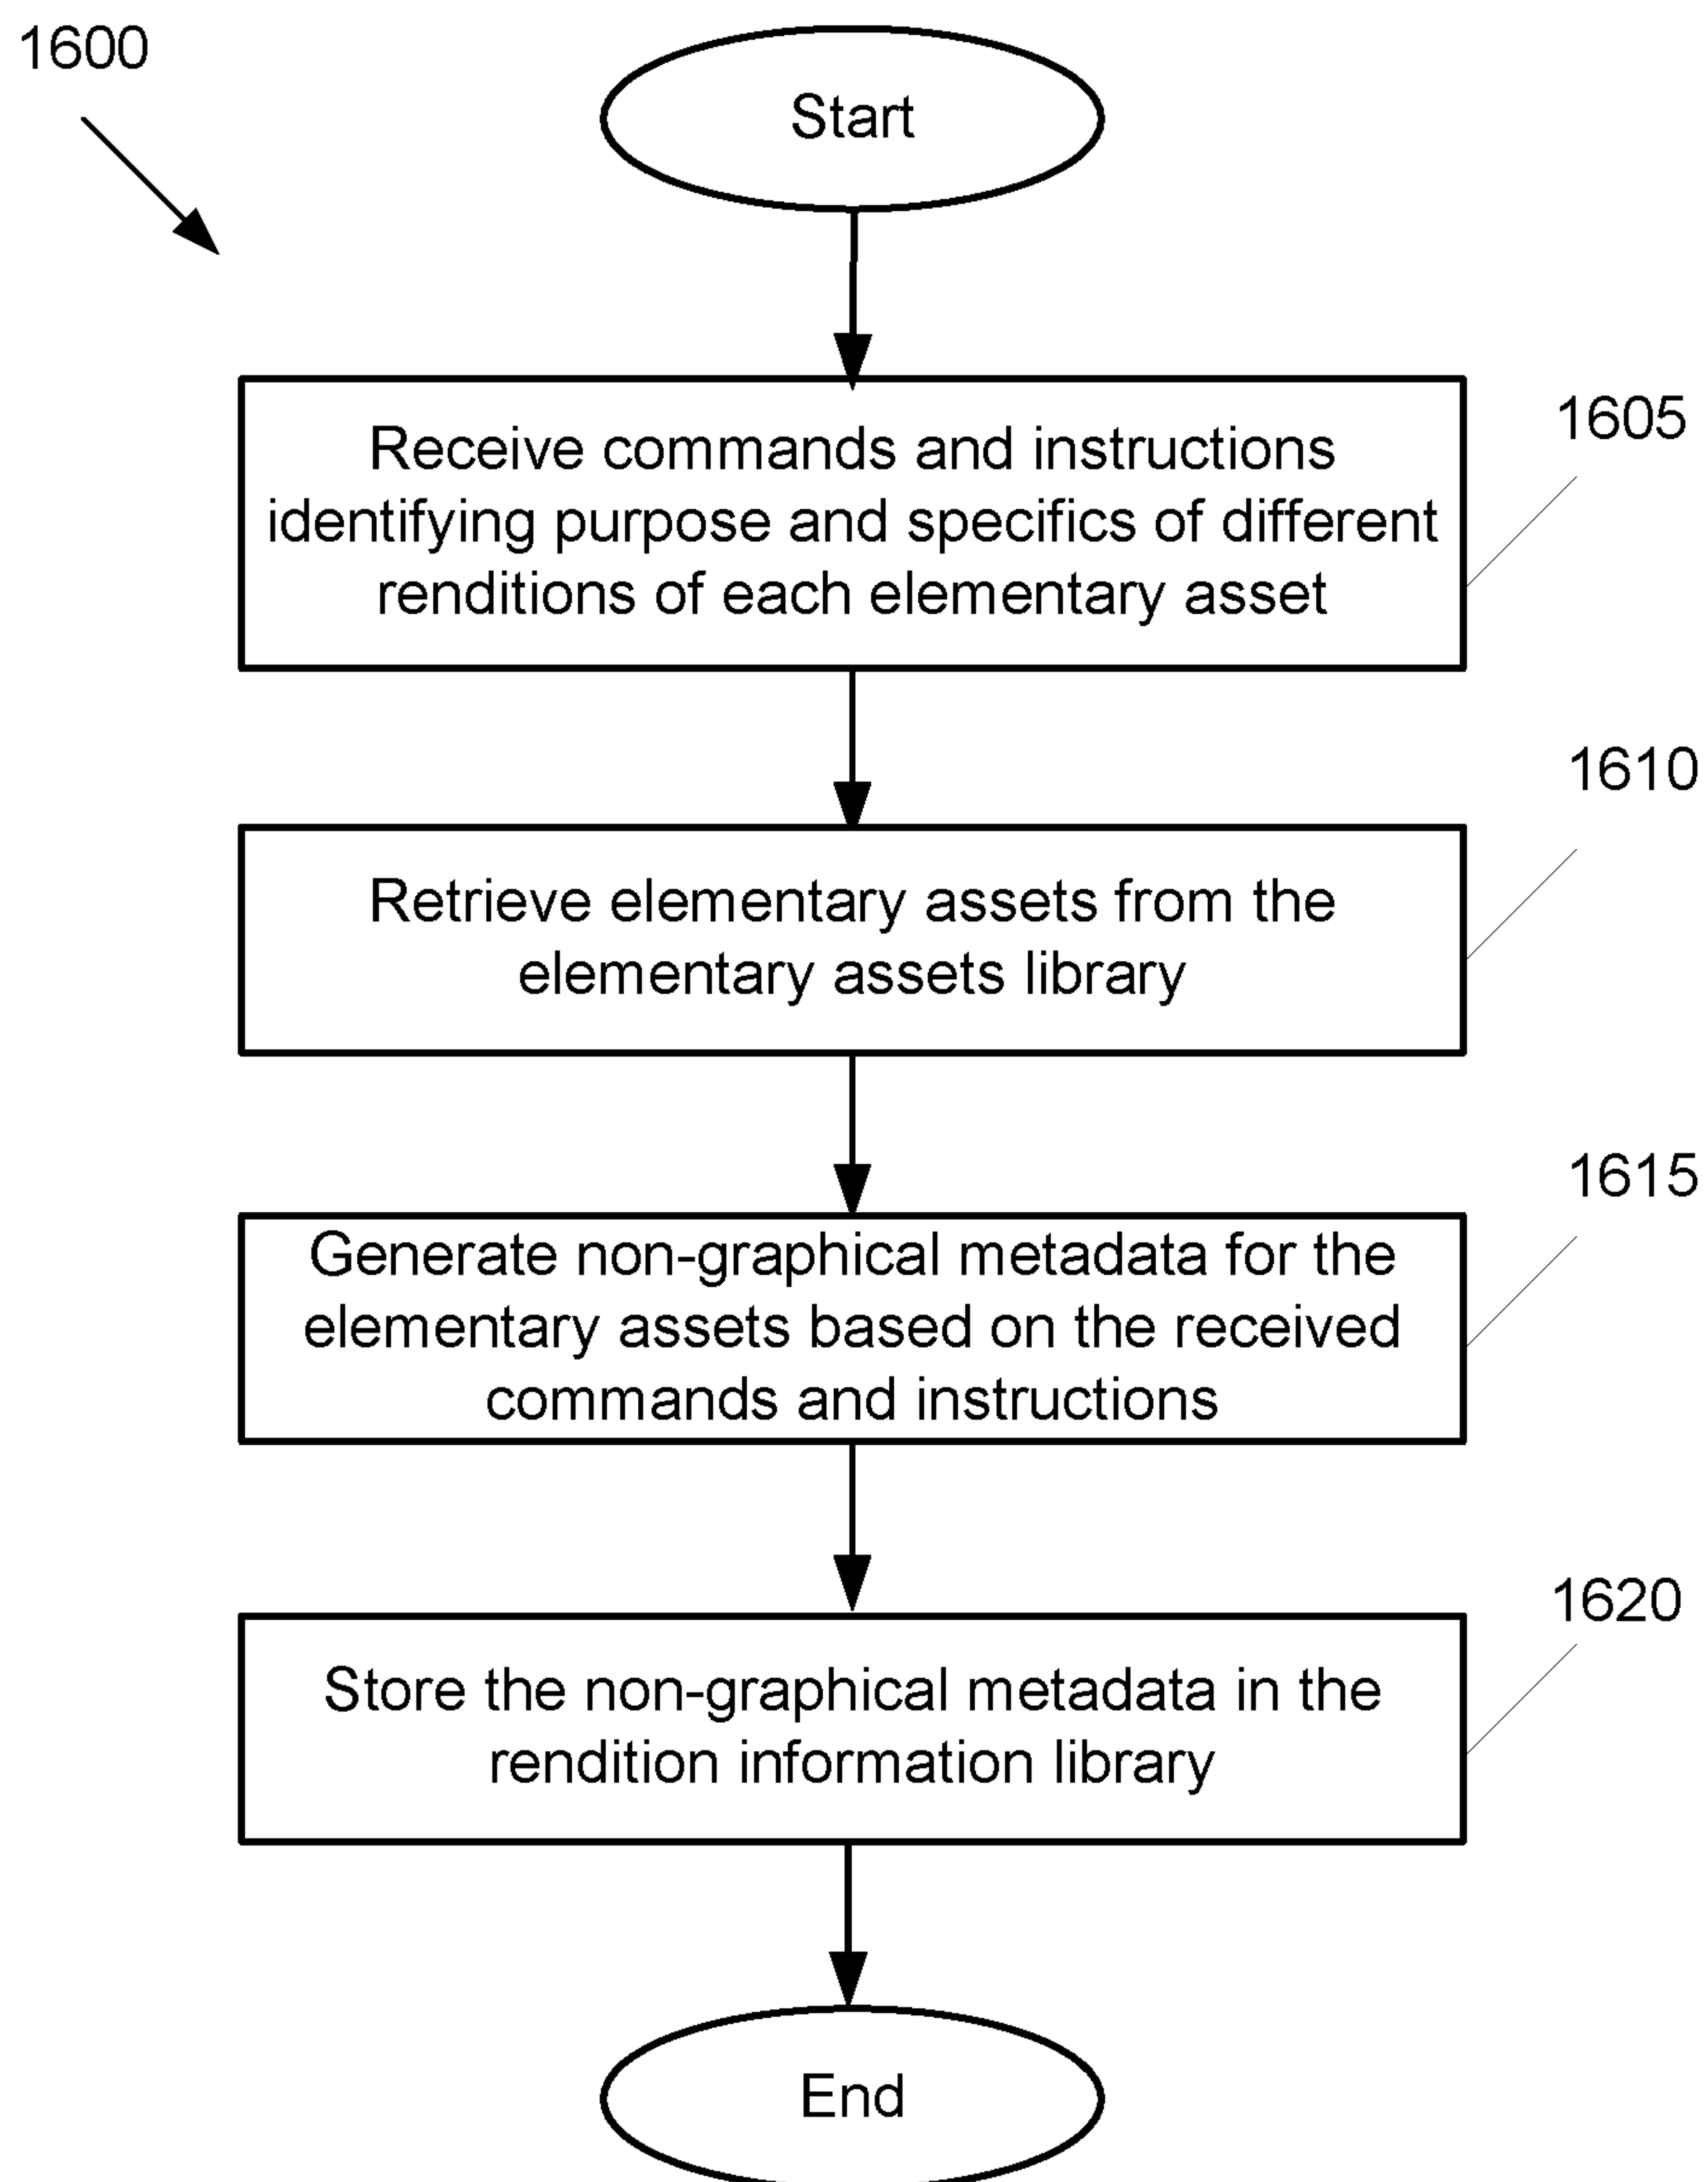 1600
Start
Receive commands and instructions
identifying purpose and specifics of different
renditions of each elementary asset
1605
Retrieve elementary assets from the
elementary assets library
1610
Generate non-graphical metadata for the
elementary assets based on the received
commands and instructions
1615
Store the non-graphical metadata in the
rendition information library
1620
End